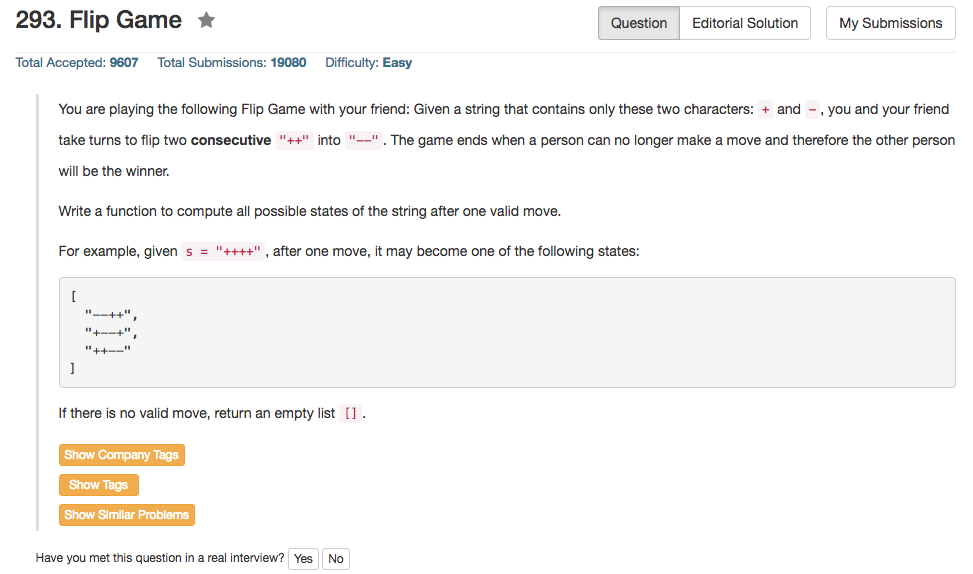 293. Flip Game ★
Question Editorial Solution My Submissions
Total Accepted: 9607 Total Submissions: 19080 Difficulty: Easy
You are playing the following Flip Game with your friend: Given a string that contains only these two characters: + and -, you and your friend
take turns to flip two consecutive "++" into "--". The game ends when a person can no longer make a move and therefore the other person
will be the winner.
Write a function to compute all possible states of the string after one valid move.
For example, given s = "++++", after one move, it may become one of the following states:
[
"--++",
"+--+",
"++--"
]
If there is no valid move, return an empty list [].
Show Company Tags
Show Tags
Show Similar Problems
Have you met this question in a real interview? Yes No